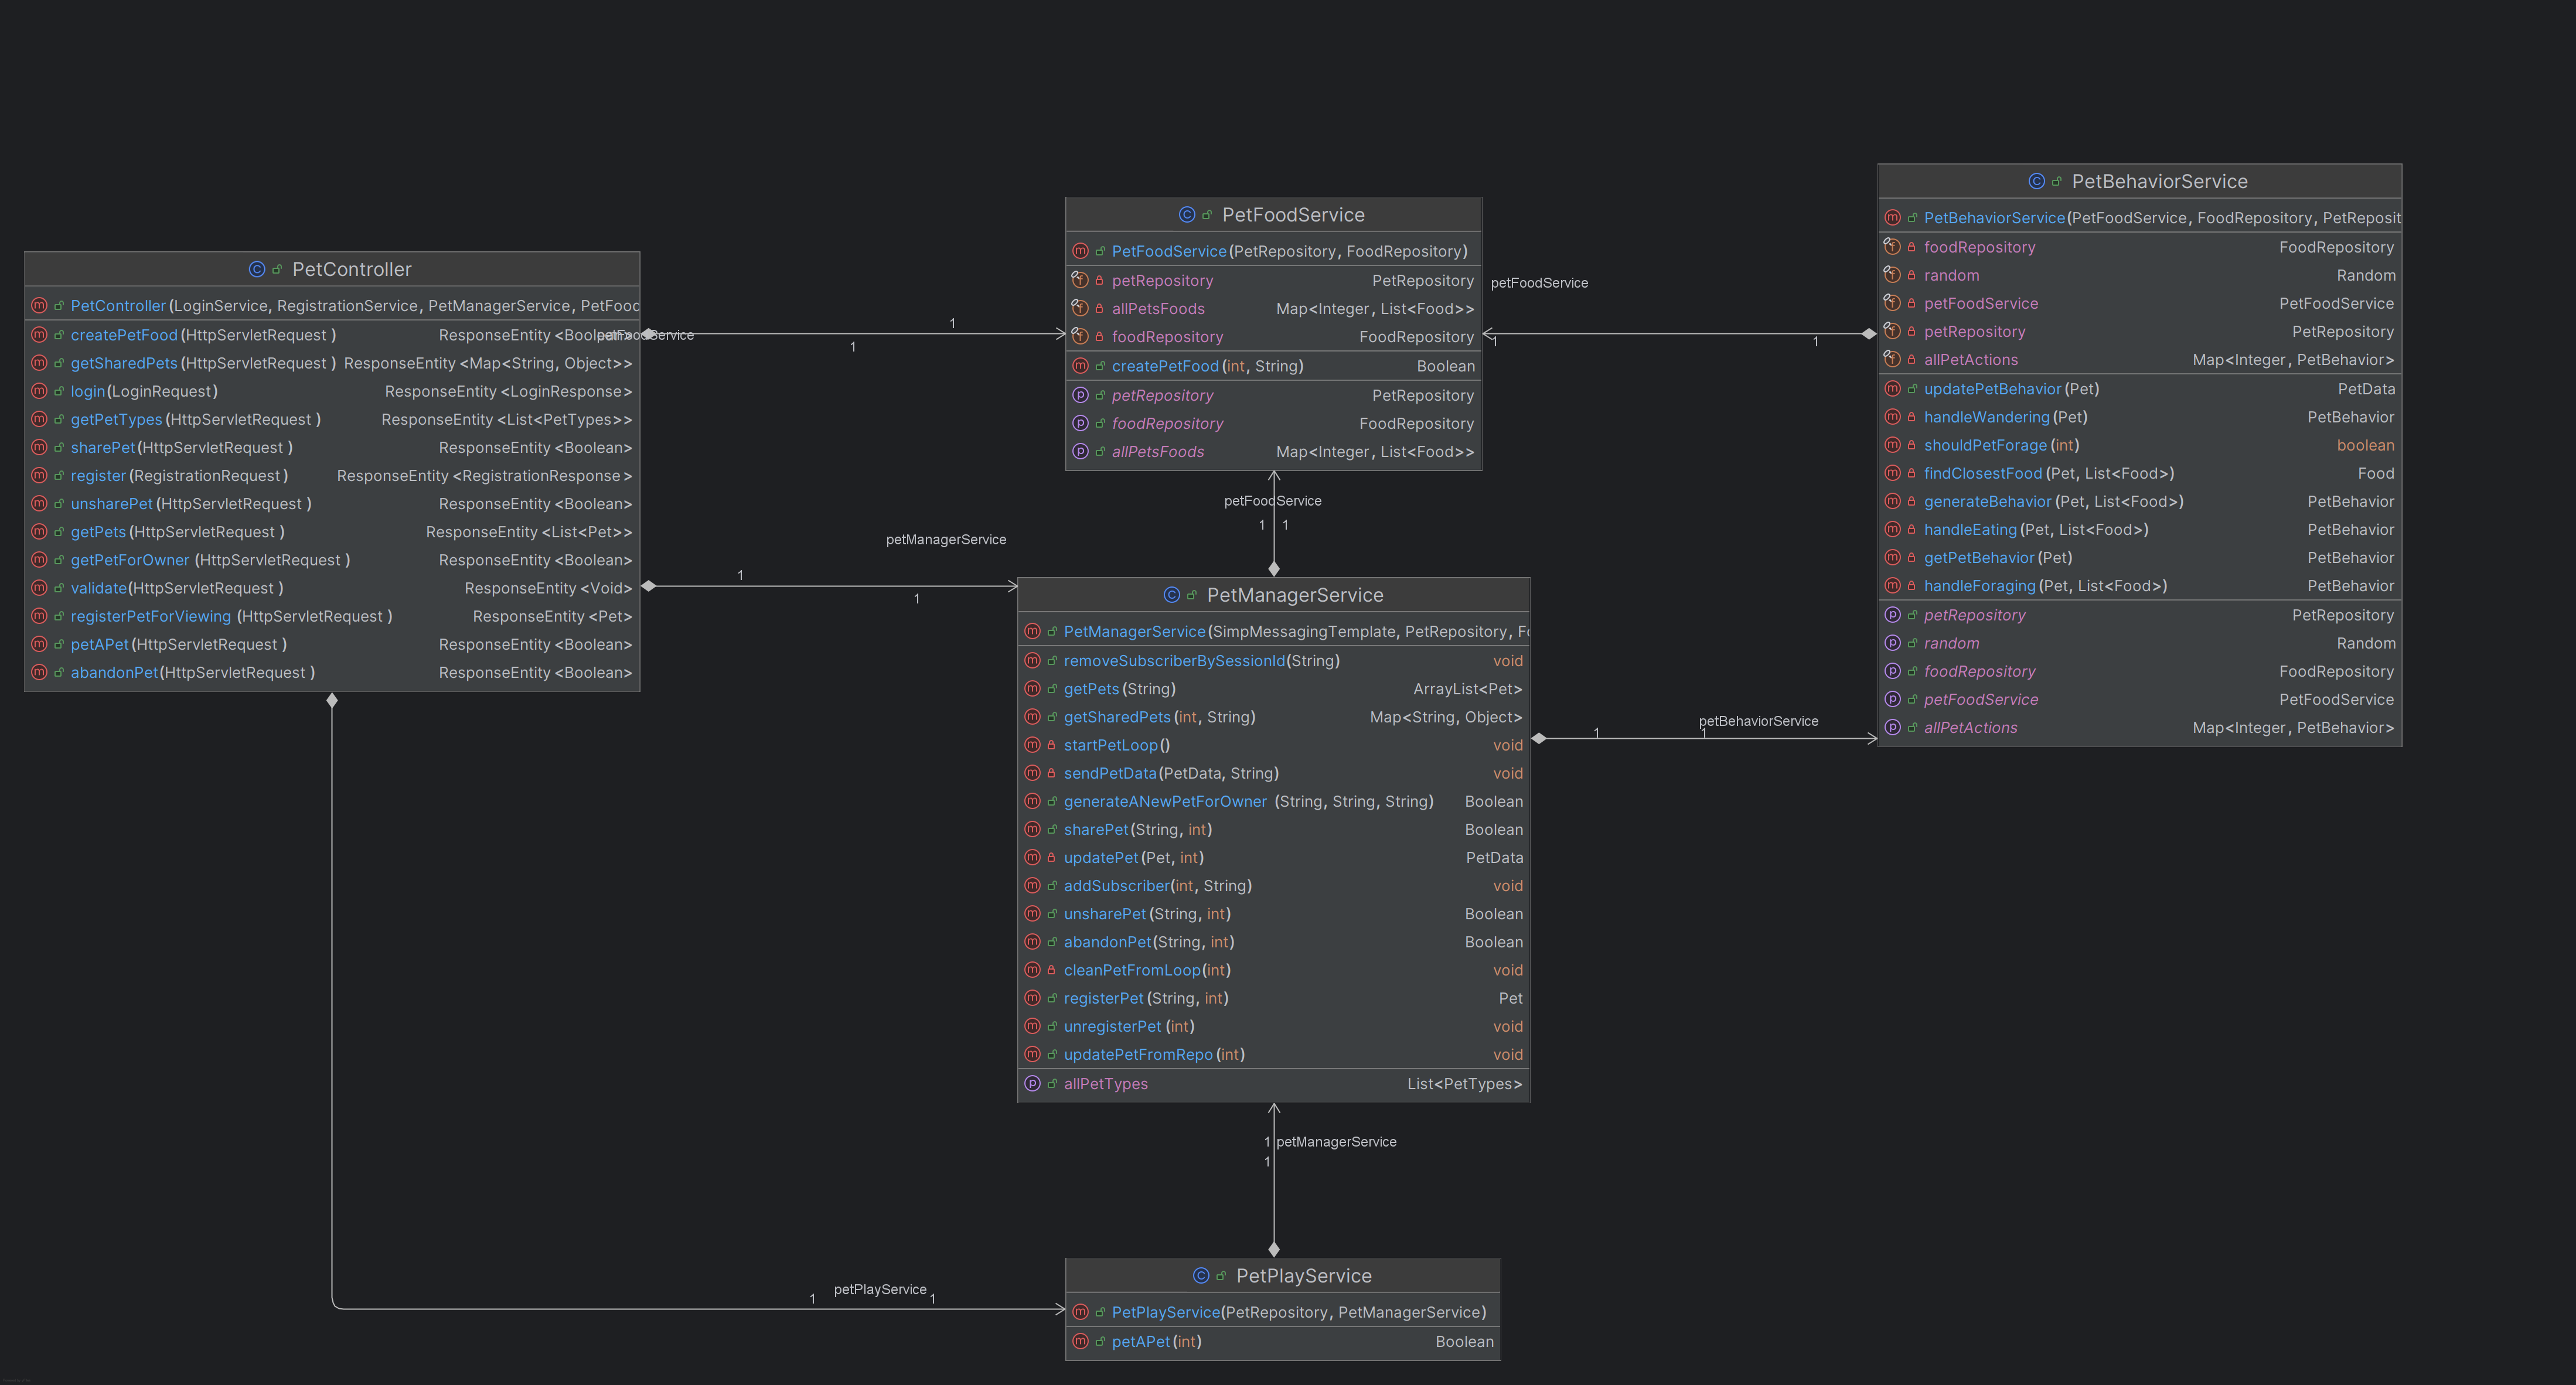 PetController
PetController(LoginService, RegistrationService, PetManagerService, PetFood
createPetFood(HttpServletRequest) ResponseEntity<Boolean>
getSharedPets(HttpServletRequest) ResponseEntity<Map<String, Object>>
login(LoginRequest) ResponseEntity<LoginResponse>
getPetTypes(HttpServletRequest) ResponseEntity<List<PetTypes>>
sharePet(HttpServletRequest) ResponseEntity<Boolean>
register(RegistrationRequest) ResponseEntity<RegistrationResponse>
unsharePet(HttpServletRequest) ResponseEntity<Boolean>
getPets(HttpServletRequest) ResponseEntity<List<Pet>>
getPetForOwner(HttpServletRequest) ResponseEntity<Boolean>
validate(HttpServletRequest) ResponseEntity<Void>
registerPetForViewing(HttpServletRequest) ResponseEntity<Pet>
petAPet(HttpServletRequest) ResponseEntity<Boolean>
abandonPet(HttpServletRequest) ResponseEntity<Boolean>
petFoodService
1
1
petManagerService
1
1
PetFoodService
PetFoodService(PetRepository, FoodRepository)
petRepository PetRepository
allPetsFoods Map<Integer, List<Food>>
foodRepository FoodRepository
createPetFood(int, String) Boolean
petRepository PetRepository
foodRepository FoodRepository
allPetsFoods Map<Integer, List<Food>>
petFoodService
1
1
petFoodService
1 1
PetBehaviorService
PetBehaviorService(PetFoodService, FoodRepository, PetReposit
foodRepository FoodRepository
random Random
petFoodService PetFoodService
petRepository PetRepository
allPetActions Map<Integer, PetBehavior>
updatePetBehavior(Pet) PetData
handleWandering(Pet) PetBehavior
shouldPetForage(int) boolean
findClosestFood(Pet, List<Food>) Food
generateBehavior(Pet, List<Food>) PetBehavior
handleEating(Pet, List<Food>) PetBehavior
getPetBehavior(Pet) PetBehavior
handleForaging(Pet, List<Food>) PetBehavior
petRepository PetRepository
random Random
foodRepository FoodRepository
petFoodService PetFoodService
allPetActions Map<Integer, PetBehavior>
PetManagerService
PetManagerService(SimpMessagingTemplate, PetRepository, Fo
removeSubscriberBySessionId(String) void
getPets(String) ArrayList<Pet>
getSharedPets(int, String) Map<String, Object>
startPetLoop() void
sendPetData(PetData, String) void
generateANewPetForOwner(String, String, String) Boolean
sharePet(String, int) Boolean
updatePet(Pet, int) PetData
addSubscriber(int, String) void
unsharePet(String, int) Boolean
abandonPet(String, int) Boolean
cleanPetFromLoop(int) void
registerPet(String, int) Pet
unregisterPet(int) void
updatePetFromRepo(int) void
allPetTypes List<PetTypes>
petBehaviorService
1
1
1 petManagerService
1
petPlayService
1
1
PetPlayService
PetPlayService(PetRepository, PetManagerService)
petAPet(int) Boolean